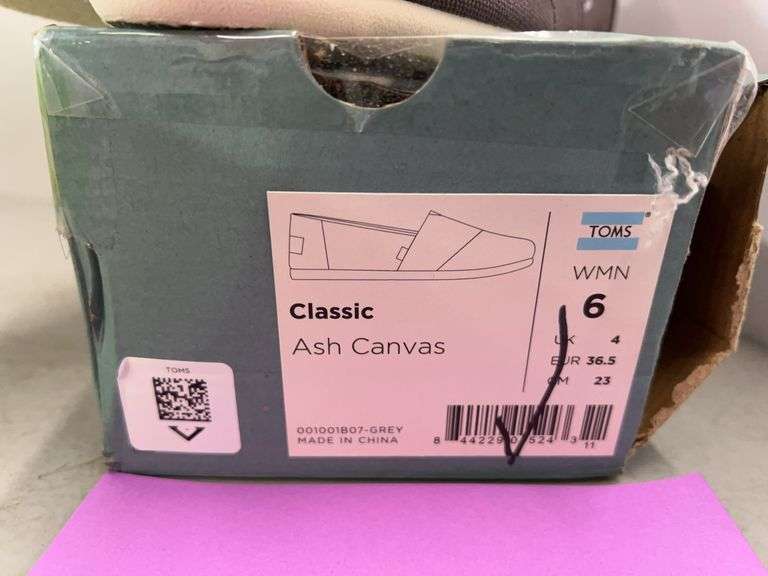 TOMS
WMN
6
UK 4
EUR 36.5
CM 23
Classic
Ash Canvas
001001B07-GREY
MADE IN CHINA
TOMS